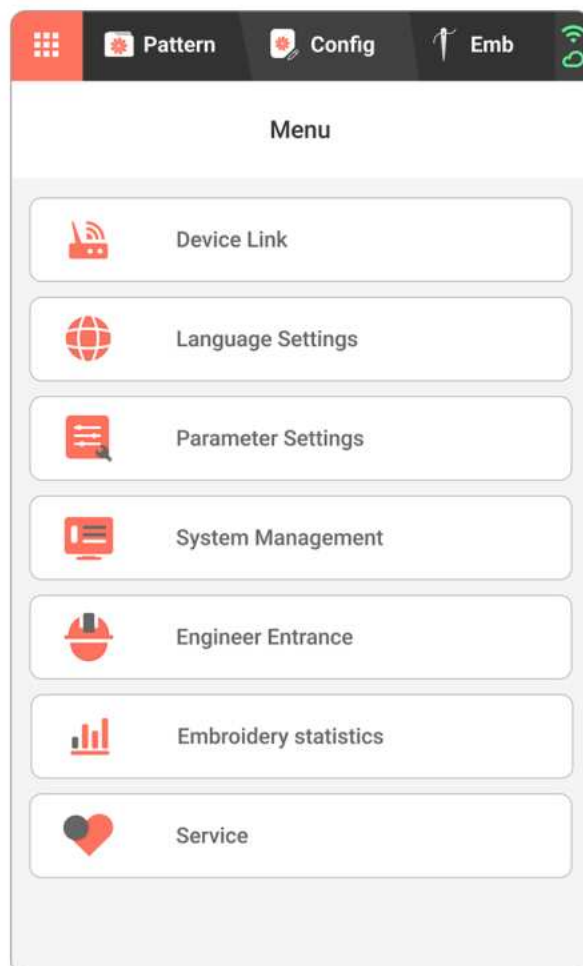 Pattern Config Emb
Menu
Device Link
Language Settings
Parameter Settings
System Management
Engineer Entrance
Embroidery statistics
Service